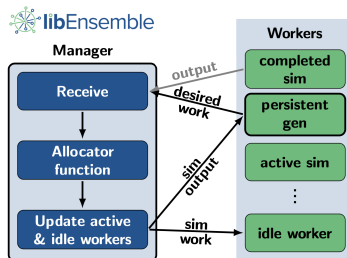 libEnsemble
Manager
Workers
Receive
Allocator
function
Update active
& idle workers
output
desired
work
sim
output
sim
work
completed
sim
persistent
gen
active sim
⋮
idle worker